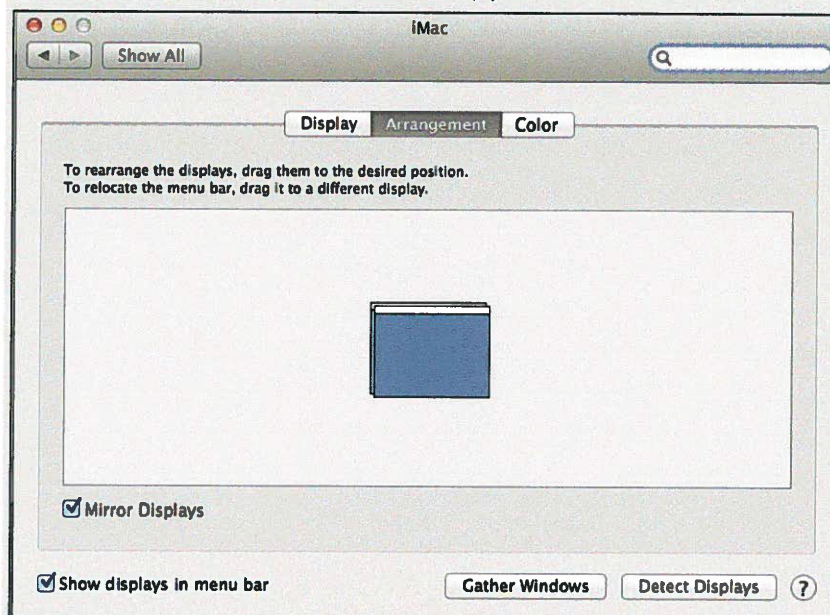 iMac
Show All
Display Arrangement Color
To rearrange the displays, drag them to the desired position.
To relocate the menu bar, drag it to a different display.
Mirror Displays
Show displays in menu bar
Gather Windows Detect Displays ?